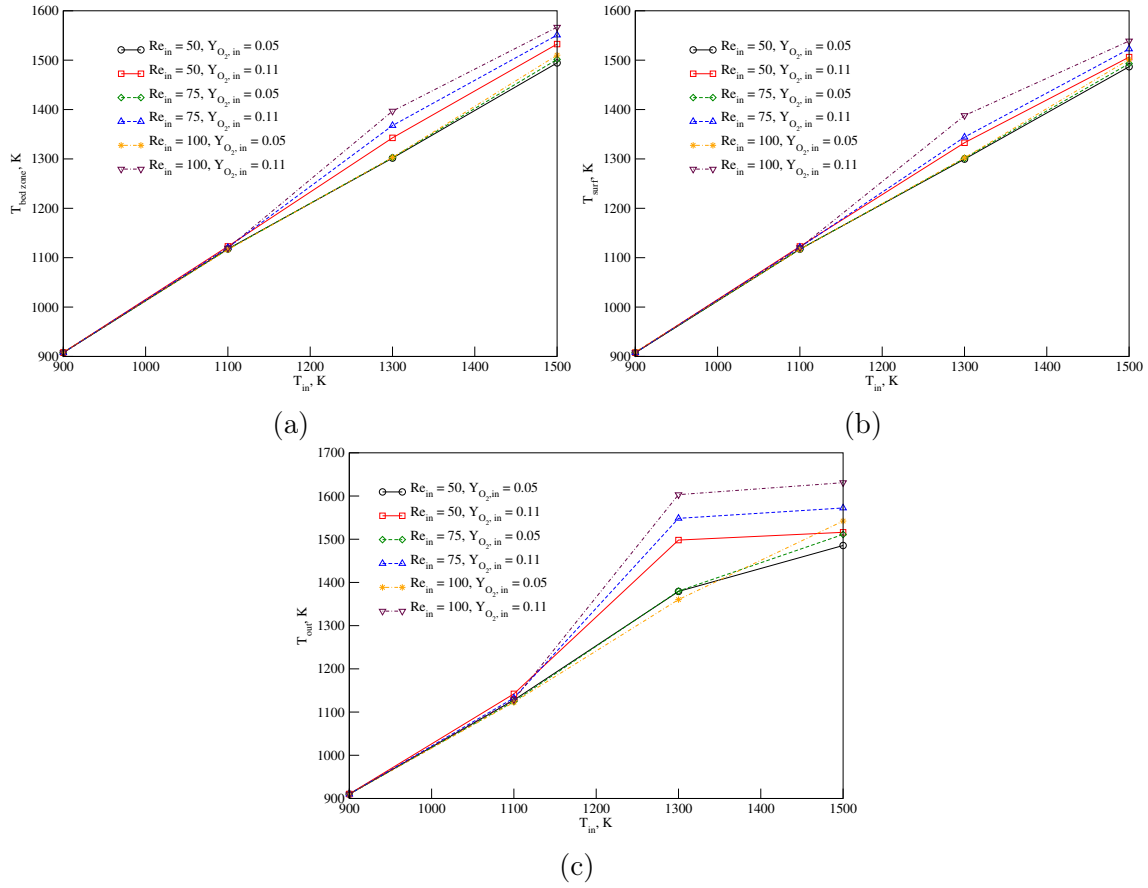 1600
1500
1400
1300
1200
1100
1000
900
T_bed zone, K
Re_in = 50, Y_O₂, in = 0.05
Re_in = 50, Y_O₂, in = 0.11
Re_in = 75, Y_O₂, in = 0.05
Re_in = 75, Y_O₂, in = 0.11
Re_in = 100, Y_O₂, in = 0.05
Re_in = 100, Y_O₂, in = 0.11
900 1000 1100 1200 1300 1400 1500
T_in, K
(a)
1600
1500
1400
1300
1200
1100
1000
900
T_surf, K
Re_in = 50, Y_O₂, in = 0.05
Re_in = 50, Y_O₂, in = 0.11
Re_in = 75, Y_O₂, in = 0.05
Re_in = 75, Y_O₂, in = 0.11
Re_in = 100, Y_O₂, in = 0.05
Re_in = 100, Y_O₂, in = 0.11
900 1000 1100 1200 1300 1400 1500
T_in, K
(b)
1700
1600
1500
1400
1300
1200
1100
1000
900
800
T_out, K
Re_in = 50, Y_O₂,in = 0.05
Re_in = 50, Y_O₂, in = 0.11
Re_in = 75, Y_O₂, in = 0.05
Re_in = 75, Y_O₂, in = 0.11
Re_in = 100, Y_O₂, in = 0.05
Re_in = 100, Y_O₂, in = 0.11
900 1000 1100 1200 1300 1400 1500
T_in, K
(c)